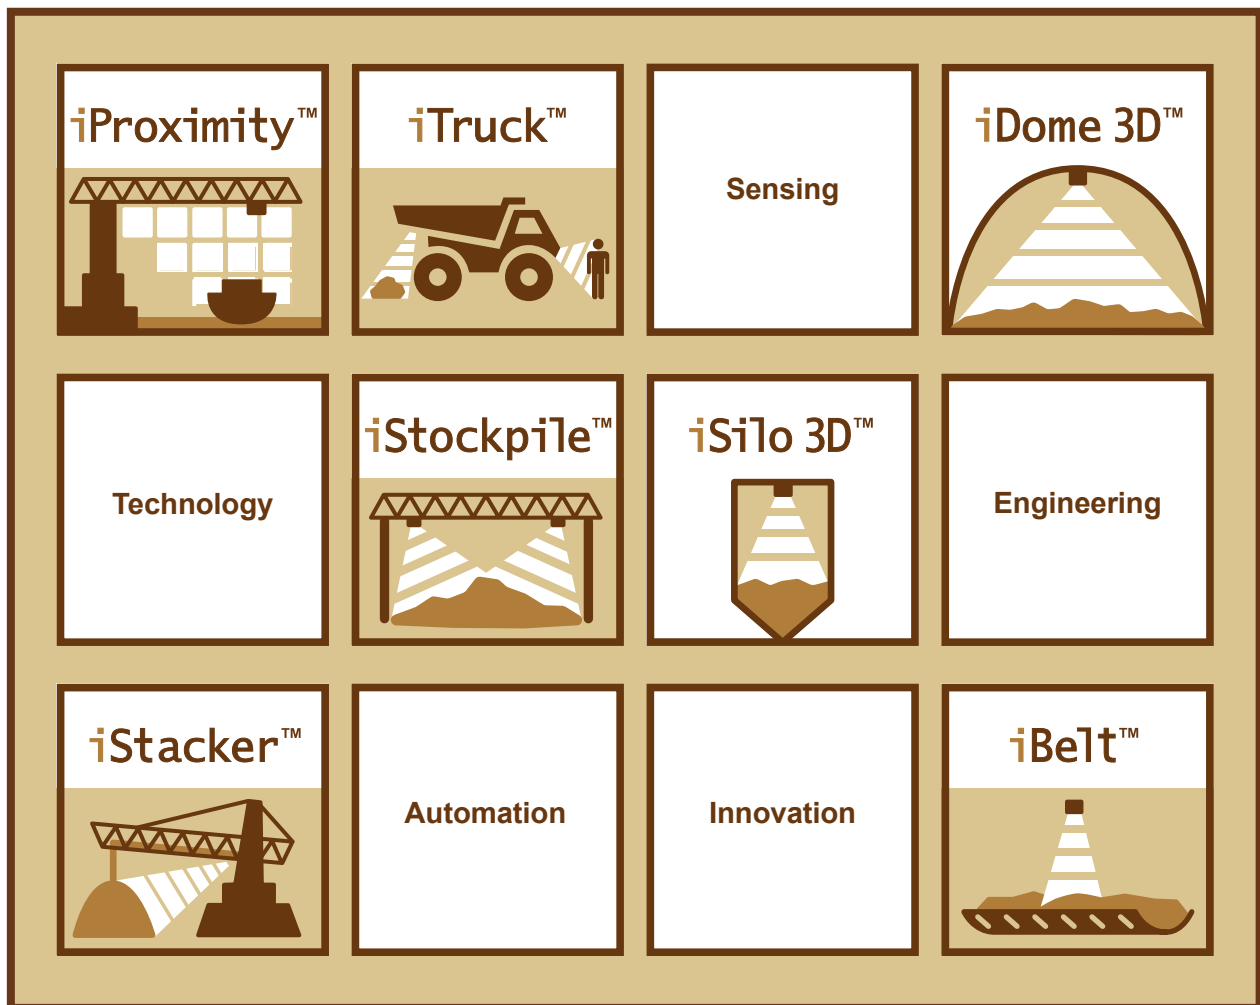 iProximity™
iTruck™
Sensing
iDome 3D™
Technology
iStockpile™
iSilo 3D™
Engineering
iStacker™
Automation
Innovation
iBelt™